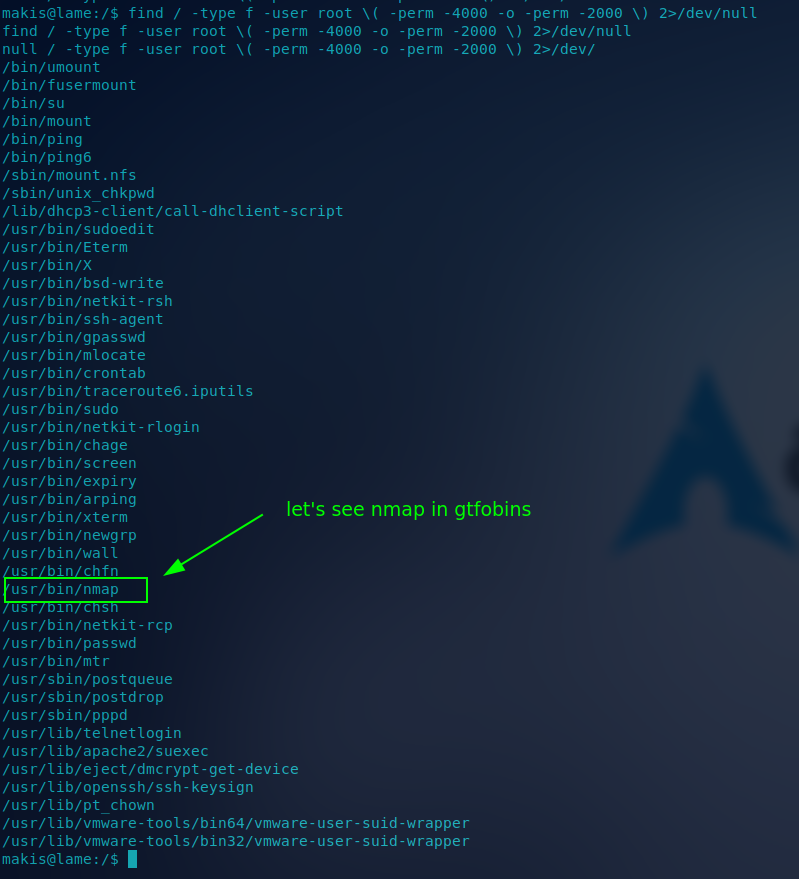 makis@lame:/$ find / -type f -user root \( -perm -4000 -o -perm -2000 \) 2>/dev/null
find / -type f -user root \( -perm -4000 -o -perm -2000 \) 2>/dev/null
null / -type f -user root \( -perm -4000 -o -perm -2000 \) 2>/dev/
/bin/umount
/bin/fusermount
/bin/su
/bin/mount
/bin/ping
/bin/ping6
/sbin/mount.nfs
/sbin/unix_chkpwd
/lib/dhcp3-client/call-dhclient-script
/usr/bin/sudoedit
/usr/bin/Eterm
/usr/bin/X
/usr/bin/bsd-write
/usr/bin/netkit-rsh
/usr/bin/ssh-agent
/usr/bin/gpasswd
/usr/bin/mlocate
/usr/bin/crontab
/usr/bin/traceroute6.iputils
/usr/bin/sudo
/usr/bin/netkit-rlogin
/usr/bin/chage
/usr/bin/screen
/usr/bin/expiry
/usr/bin/arping
let's see nmap in gtfobins
/usr/bin/xterm
/usr/bin/newgrp
/usr/bin/wall
/usr/bin/chfn
/usr/bin/nmap
/usr/bin/chsh
/usr/bin/netkit-rcp
/usr/bin/passwd
/usr/bin/mtr
/usr/sbin/postqueue
/usr/sbin/postdrop
/usr/sbin/pppd
/usr/lib/telnetlogin
/usr/lib/apache2/suexec
/usr/lib/eject/dmcrypt-get-device
/usr/lib/openssh/ssh-keysign
/usr/lib/pt_chown
/usr/lib/vmware-tools/bin64/vmware-user-suid-wrapper
/usr/lib/vmware-tools/bin32/vmware-user-suid-wrapper
makis@lame:/$